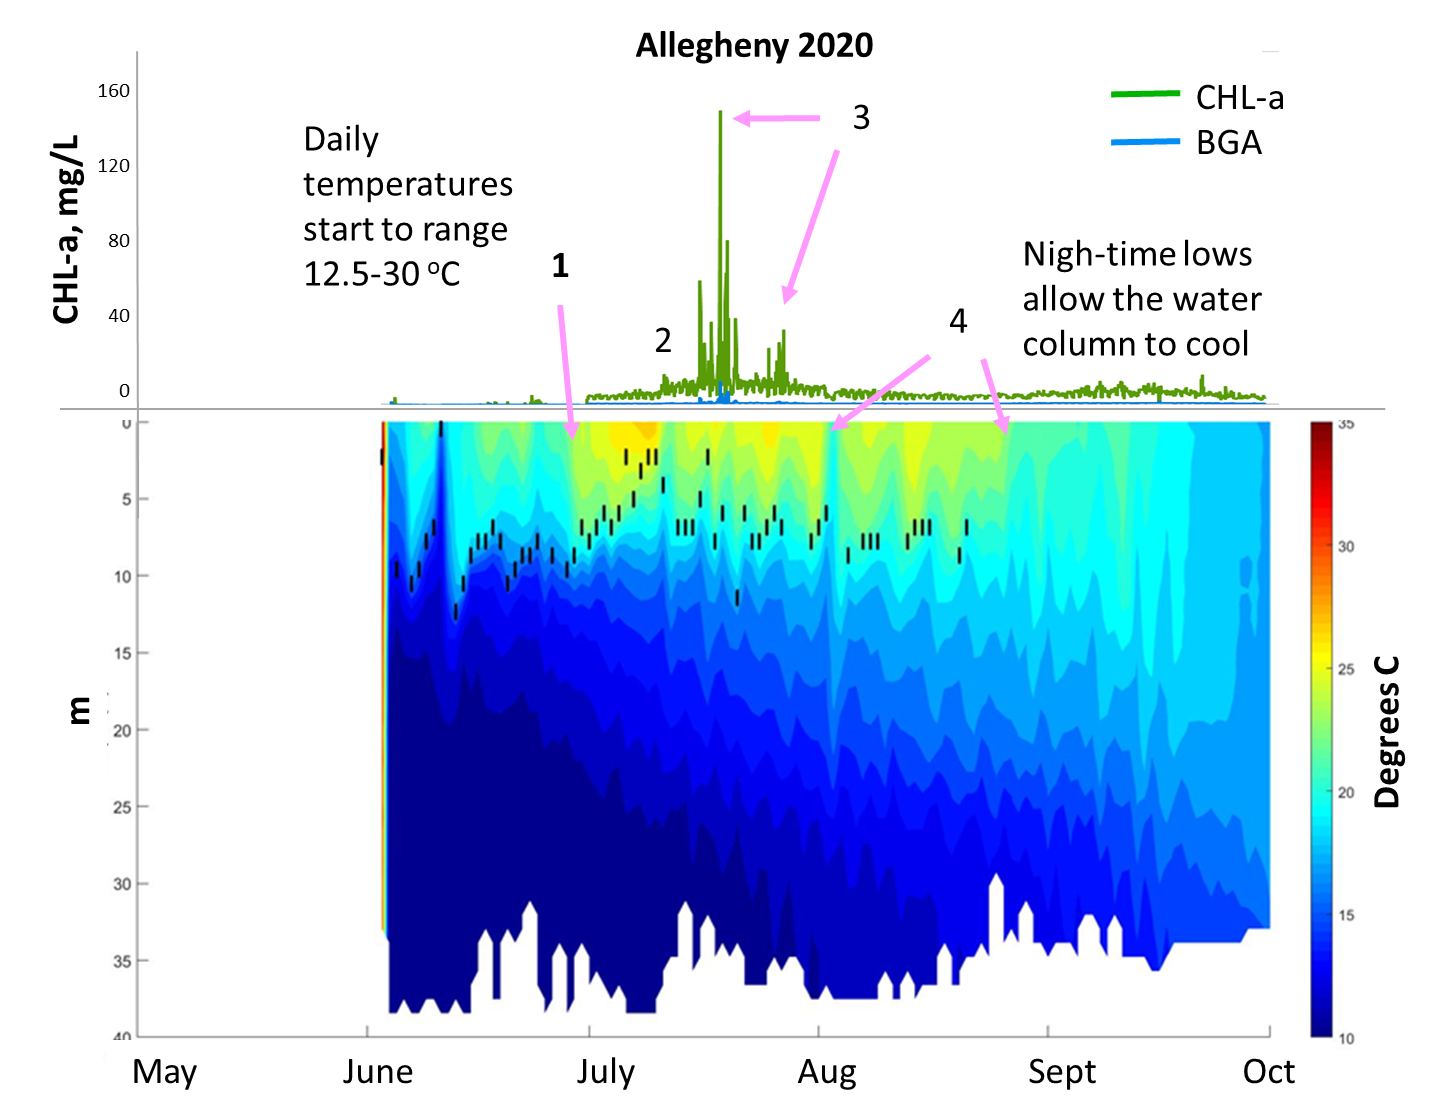 Allegheny 2020
CHL-a, mg/L
160
120
80
40
0
CHL-a
BGA
Daily
temperatures
start to range
12.5-30 ºC
1
2
3
4
Nigh-time lows
allow the water
column to cool
m
0
5
10
15
20
25
30
35
40
May
June
July
Aug
Sept
Oct
35
30
25
20
15
10
Degrees C